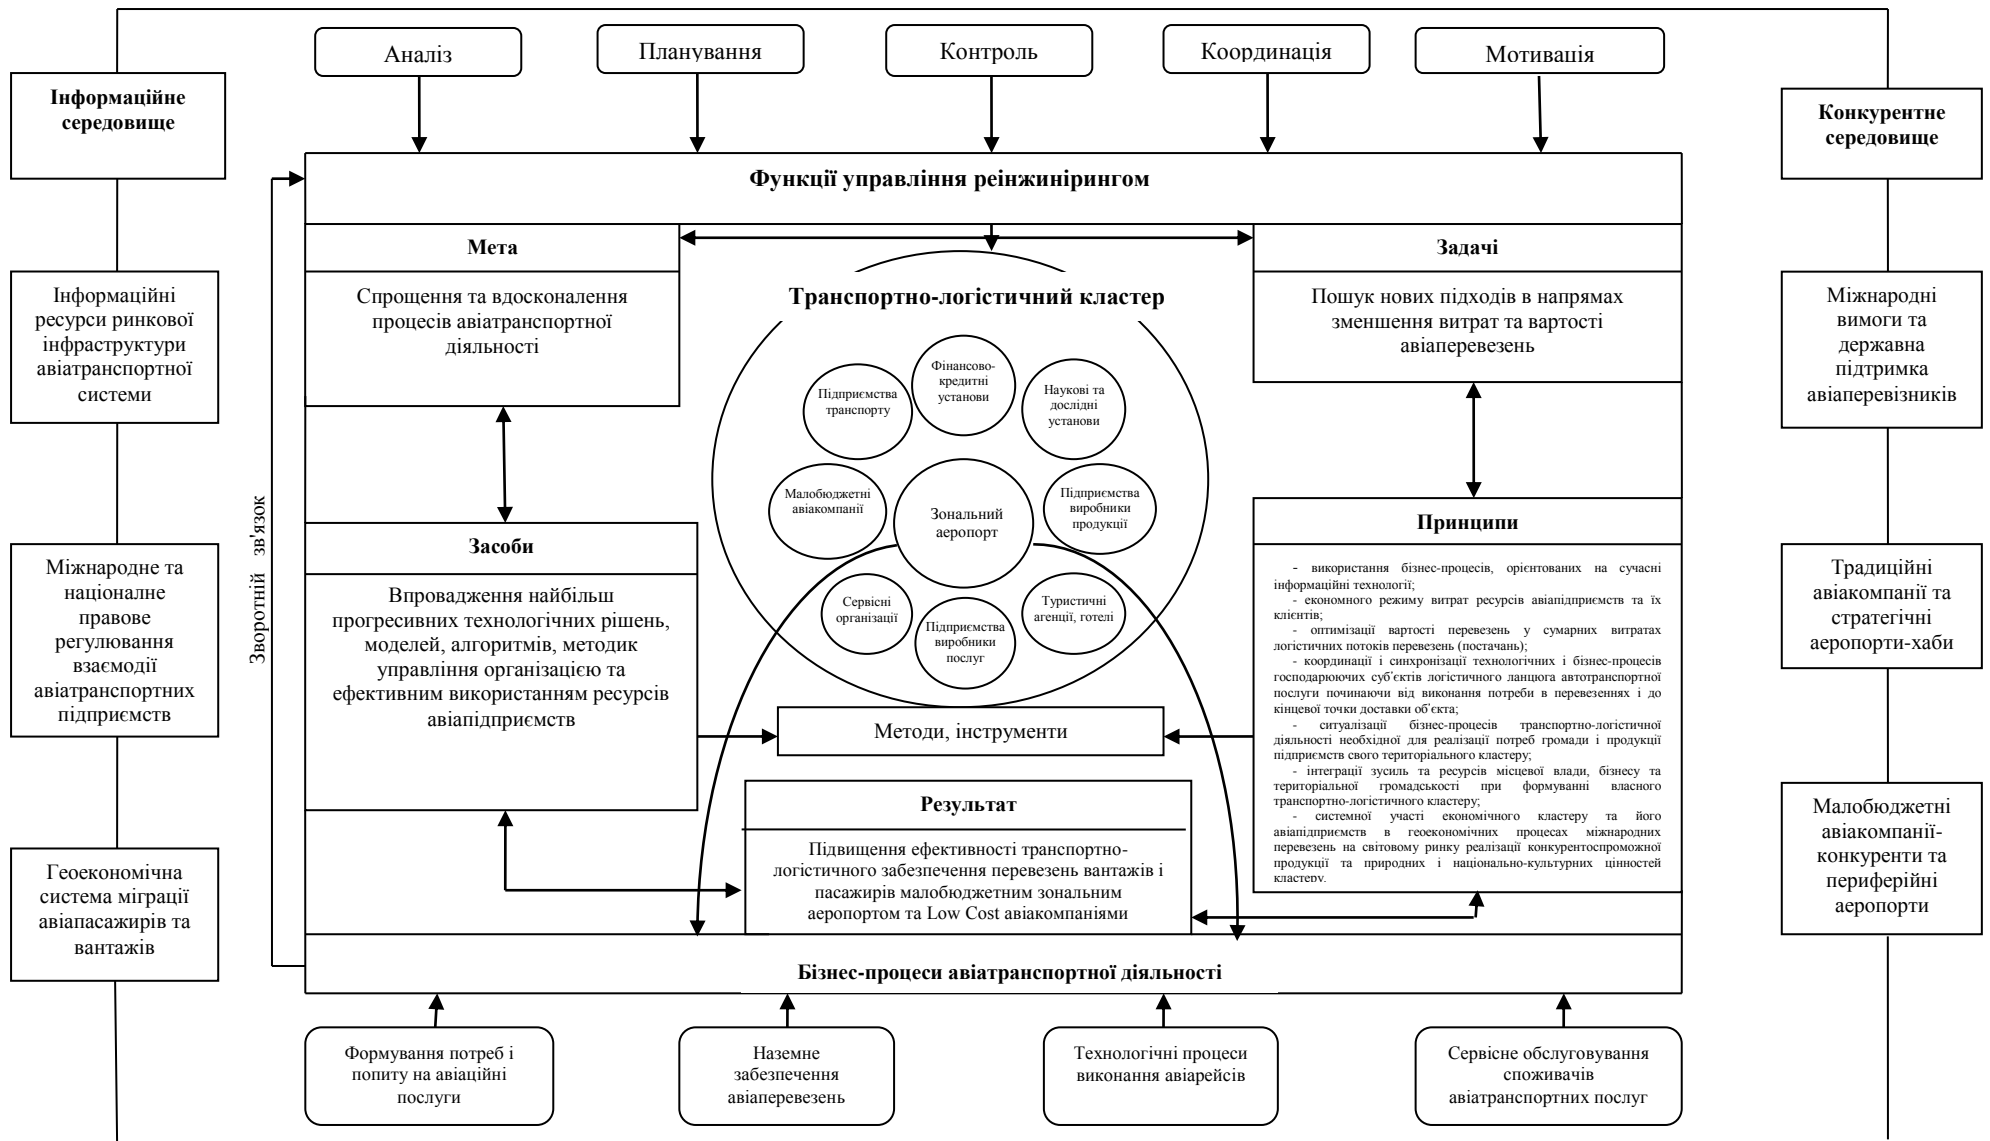 Аналіз
Планування
Контроль
Координація
Мотивація
Інформаційне
середовище
Конкурентне
середовище
Функції управління реінжинірингом
Мета
Спрощення та вдосконалення
процесів авіатранспортної
діяльності
Задачі
Пошук нових підходів в напрямах
зменшення витрат та вартості
авіаперевезень
Транспортно-логістичний кластер
Фінансово-
кредитні
установи
Підприємства
транспорту
Наукові та
дослідні
установи
Малобюджетні
авіакомпанії
Зональний
аеропорт
Підприємства
виробники
продукції
Сервісні
організації
Підприємства
виробники
послуг
Туристичні
агенції, готелі
Інформаційні
ресурси ринкової
інфраструктури
авіатранспортної
системи
Міжнародне та
націоналне
правове
регулювання
взаємодії
авіатранспортних
підприємств
Геоекономічна
система міграції
авіапасажирів та
вантажів
Зворотній зв'язок
Засоби
Впровадження найбільш
прогресивних технологічних рішень,
моделей, алгоритмів, методик
управління організацією та
ефективним використанням ресурсів
авіапідприємств
Методи, інструменти
Результат
Підвищення ефективності транспортно-
логістичного забезпечення перевезень вантажів і
пасажирів малобюджетним зональним
аеропортом та Low Cost авіакомпаніями
Принципи
- використання бізнес-процесів, орієнтованих на сучасні
інформаційні технології;
- економного режиму витрат ресурсів авіапідприємств та їх
клієнтів;
- оптимізації вартості перевезень у сумарних витратах
логістичних потоків перевезень (постачань);
- координації і синхронізації технологічних і бізнес-процесів
господарюючих суб'єктів логістичного ланцюга автотранспортної
послуги починаючи від виконання потреби в перевезеннях і до
кінцевої точки доставки об'єкта;
- ситуалізації бізнес-процесів транспортно-логістичної
діяльності необхідної для реалізації потреб громади і продукції
підприємств свого територіального кластеру;
- інтеграції зусиль та ресурсів місцевої влади, бізнесу та
територіальної громадськості при формуванні власного
транспортно-логістичного кластеру;
- системної участі економічного кластеру та його
авіапідприємств в геоекономічних процесах міжнародних
перевезень на світовому ринку реалізації конкурентоспроможної
продукції та природних і національно-культурних цінностей
кластеру.
Міжнародні
вимоги та
державна
підтримка
авіаперевізників
Традиційні
авіакомпанії та
стратегічні
аеропорти-хаби
Малобюджетні
авіакомпанії-
конкуренти та
периферійні
аеропорти
Бізнес-процеси авіатранспортної діяльності
Формування потреб і
попиту на авіаційні
послуги
Наземне
забезпечення
авіаперевезень
Технологічні процеси
виконання авіарейсів
Сервісне обслуговування
споживачів
авіатранспортних послуг